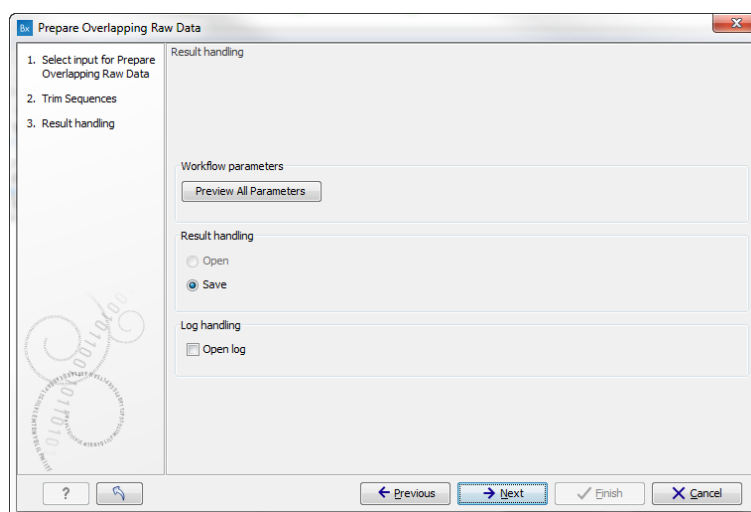 Bx Prepare Overlapping Raw Data
1. Select input for Prepare
Overlapping Raw Data
2. Trim Sequences
3. Result handling
Result handling
Workflow parameters
Preview All Parameters
Result handling
Open
Save
Log handling
Open log
?
Previous
Next
Finish
Cancel